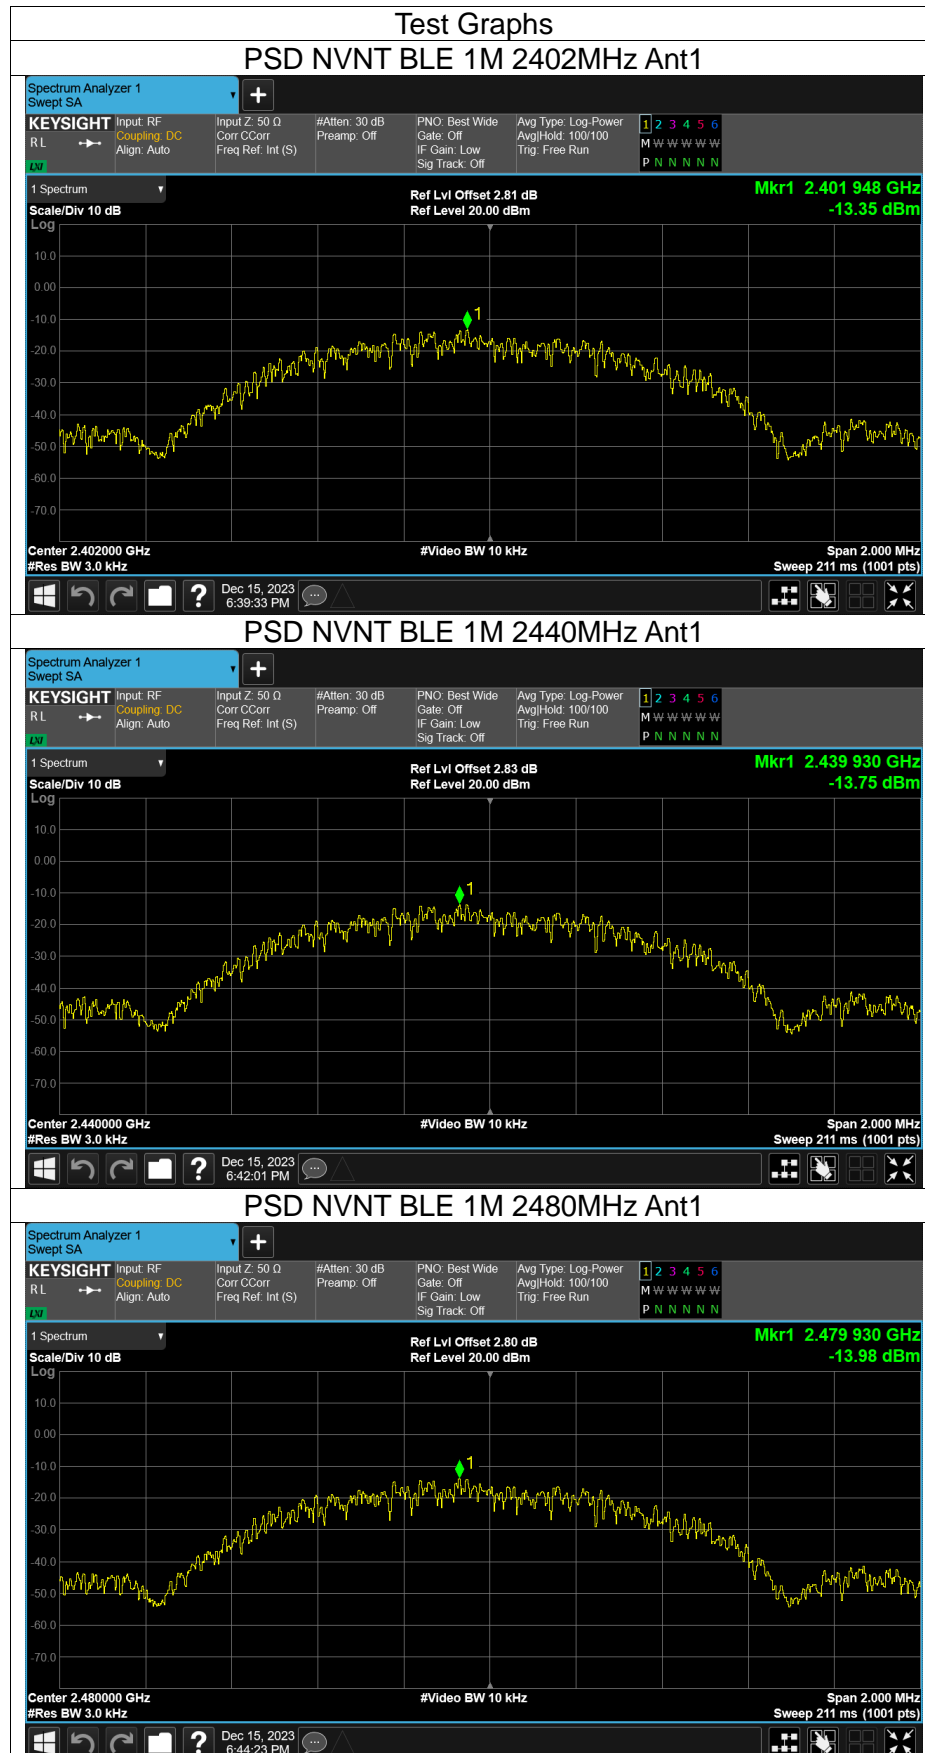 Test Graphs
PSD NVNT BLE 1M 2402MHz Ant1
Spectrum Analyzer 1
Swept SA
+
KEYSIGHT Input: RF Input Z: 50 Ω #Atten: 30 dB PNO: Best Wide Avg Type: Log-Power 1 2 3 4 5 6
RL Coupling: DC Corr CCorr Preamp: Off Gate: Off Avg|Hold: 100/100 M W W W W W
Align: Auto Freq Ref: Int (S) IF Gain: Low Trig: Free Run
LXI Sig Track: Off P N N N N N
1 Spectrum Ref Lvl Offset 2.81 dB Mkr1 2.401 948 GHz
Scale/Div 10 dB Ref Level 20.00 dBm -13.35 dBm
Log
10.0
0.00
1
-10.0
-20.0
-30.0
-40.0
-50.0
-60.0
-70.0
Center 2.402000 GHz #Video BW 10 kHz Span 2.000 MHz
#Res BW 3.0 kHz Sweep 211 ms (1001 pts)
? Dec 15, 2023
6:39:33 PM
PSD NVNT BLE 1M 2440MHz Ant1
Spectrum Analyzer 1
Swept SA
+
KEYSIGHT Input: RF Input Z: 50 Ω #Atten: 30 dB PNO: Best Wide Avg Type: Log-Power 1 2 3 4 5 6
RL Coupling: DC Corr CCorr Preamp: Off Gate: Off Avg|Hold: 100/100 M W W W W W
Align: Auto Freq Ref: Int (S) IF Gain: Low Trig: Free Run
LXI Sig Track: Off P N N N N N
1 Spectrum Ref Lvl Offset 2.83 dB Mkr1 2.439 930 GHz
Scale/Div 10 dB Ref Level 20.00 dBm -13.75 dBm
Log
10.0
0.00
1
-10.0
-20.0
-30.0
-40.0
-50.0
-60.0
-70.0
Center 2.440000 GHz #Video BW 10 kHz Span 2.000 MHz
#Res BW 3.0 kHz Sweep 211 ms (1001 pts)
? Dec 15, 2023
6:42:01 PM
PSD NVNT BLE 1M 2480MHz Ant1
Spectrum Analyzer 1
Swept SA
+
KEYSIGHT Input: RF Input Z: 50 Ω #Atten: 30 dB PNO: Best Wide Avg Type: Log-Power 1 2 3 4 5 6
RL Coupling: DC Corr CCorr Preamp: Off Gate: Off Avg|Hold: 100/100 M W W W W W
Align: Auto Freq Ref: Int (S) IF Gain: Low Trig: Free Run
LXI Sig Track: Off P N N N N N
1 Spectrum Ref Lvl Offset 2.80 dB Mkr1 2.479 930 GHz
Scale/Div 10 dB Ref Level 20.00 dBm -13.98 dBm
Log
10.0
0.00
1
-10.0
-20.0
-30.0
-40.0
-50.0
-60.0
-70.0
Center 2.480000 GHz #Video BW 10 kHz Span 2.000 MHz
#Res BW 3.0 kHz Sweep 211 ms (1001 pts)
? Dec 15, 2023
6:44:23 PM